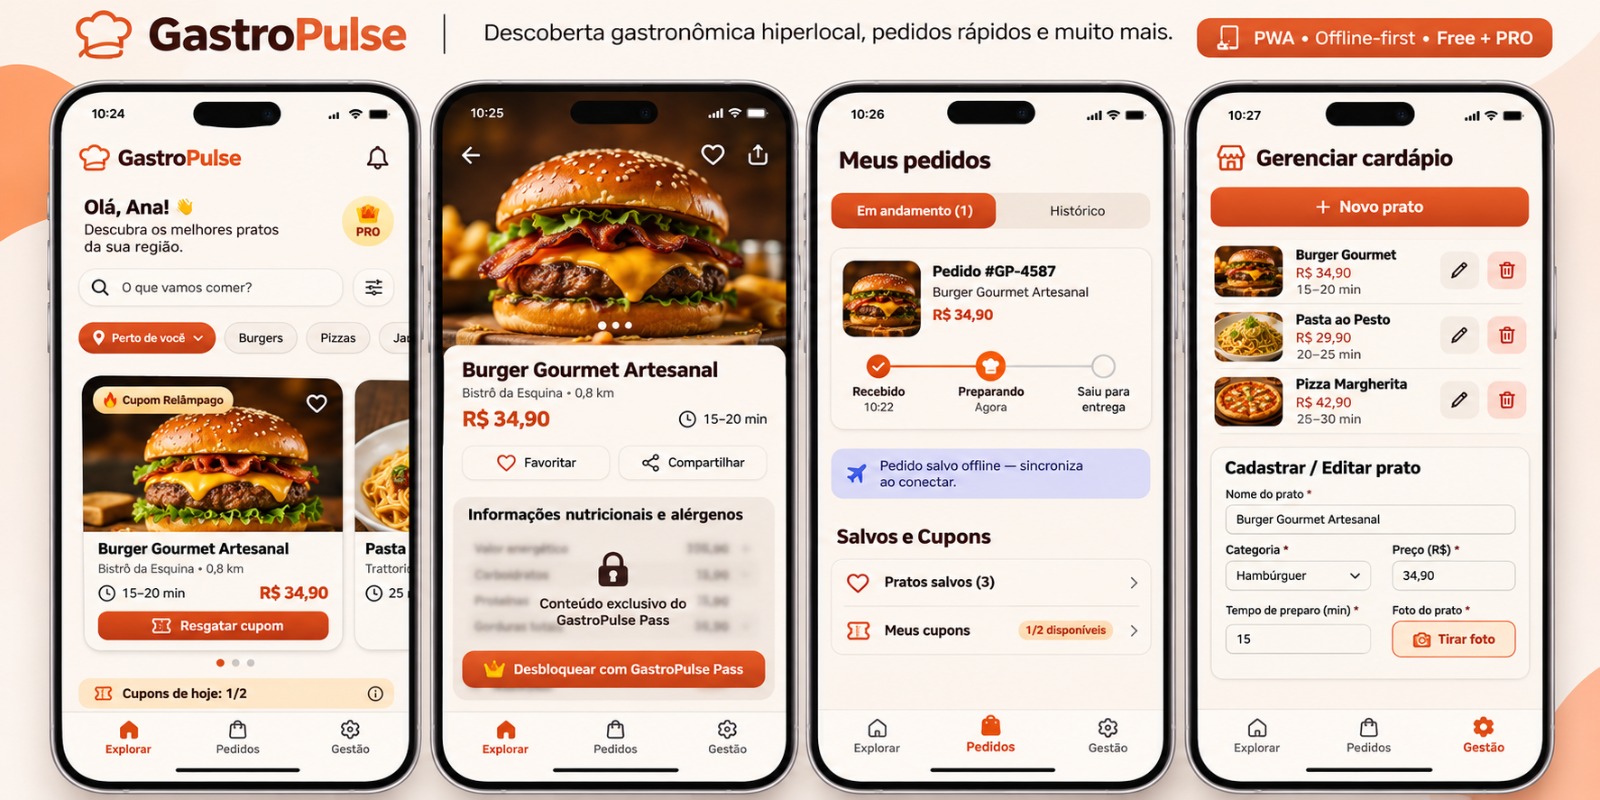 GastroPulse
Descoberta gastronômica hiperlocal, pedidos rápidos e muito mais.
PWA • Offline-first • Free + PRO
10:24
GastroPulse
Olá, Ana! 👋
Descubra os melhores pratos
da sua região.
PRO
O que vamos comer?
Perto de você
Burgers
Pizzas
Jap
Cupom Relâmpago
Burger Gourmet Artesanal
Bistrô da Esquina • 0,8 km
15–20 min
R$ 34,90
Resgatar cupom
Pasta
Trattoria
25
Cupons de hoje: 1/2
Explorar
Pedidos
Gestão
10:25
Burger Gourmet Artesanal
Bistrô da Esquina • 0,8 km
R$ 34,90
15–20 min
Favoritar
Compartilhar
Informações nutricionais e alérgenos
Valor energético
Carboidratos
Proteínas
Gorduras totais
Conteúdo exclusivo do
GastroPulse Pass
Desbloquear com GastroPulse Pass
Explorar
Pedidos
Gestão
10:26
Meus pedidos
Em andamento (1)
Histórico
Pedido #GP-4587
Burger Gourmet Artesanal
R$ 34,90
Recebido
10:22
Preparando
Agora
Saiu para
entrega
Pedido salvo offline — sincroniza
ao conectar.
Salvos e Cupons
Pratos salvos (3)
Meus cupons
1/2 disponíveis
Explorar
Pedidos
Gestão
10:27
Gerenciar cardápio
+ Novo prato
Burger Gourmet
R$ 34,90
15–20 min
Pasta ao Pesto
R$ 29,90
20–25 min
Pizza Margherita
R$ 42,90
25–30 min
Cadastrar / Editar prato
Nome do prato *
Burger Gourmet Artesanal
Categoria *
Hambúrguer
Preço (R$) *
34,90
Tempo de preparo (min) *
15
Foto do prato *
Tirar foto
Explorar
Pedidos
Gestão